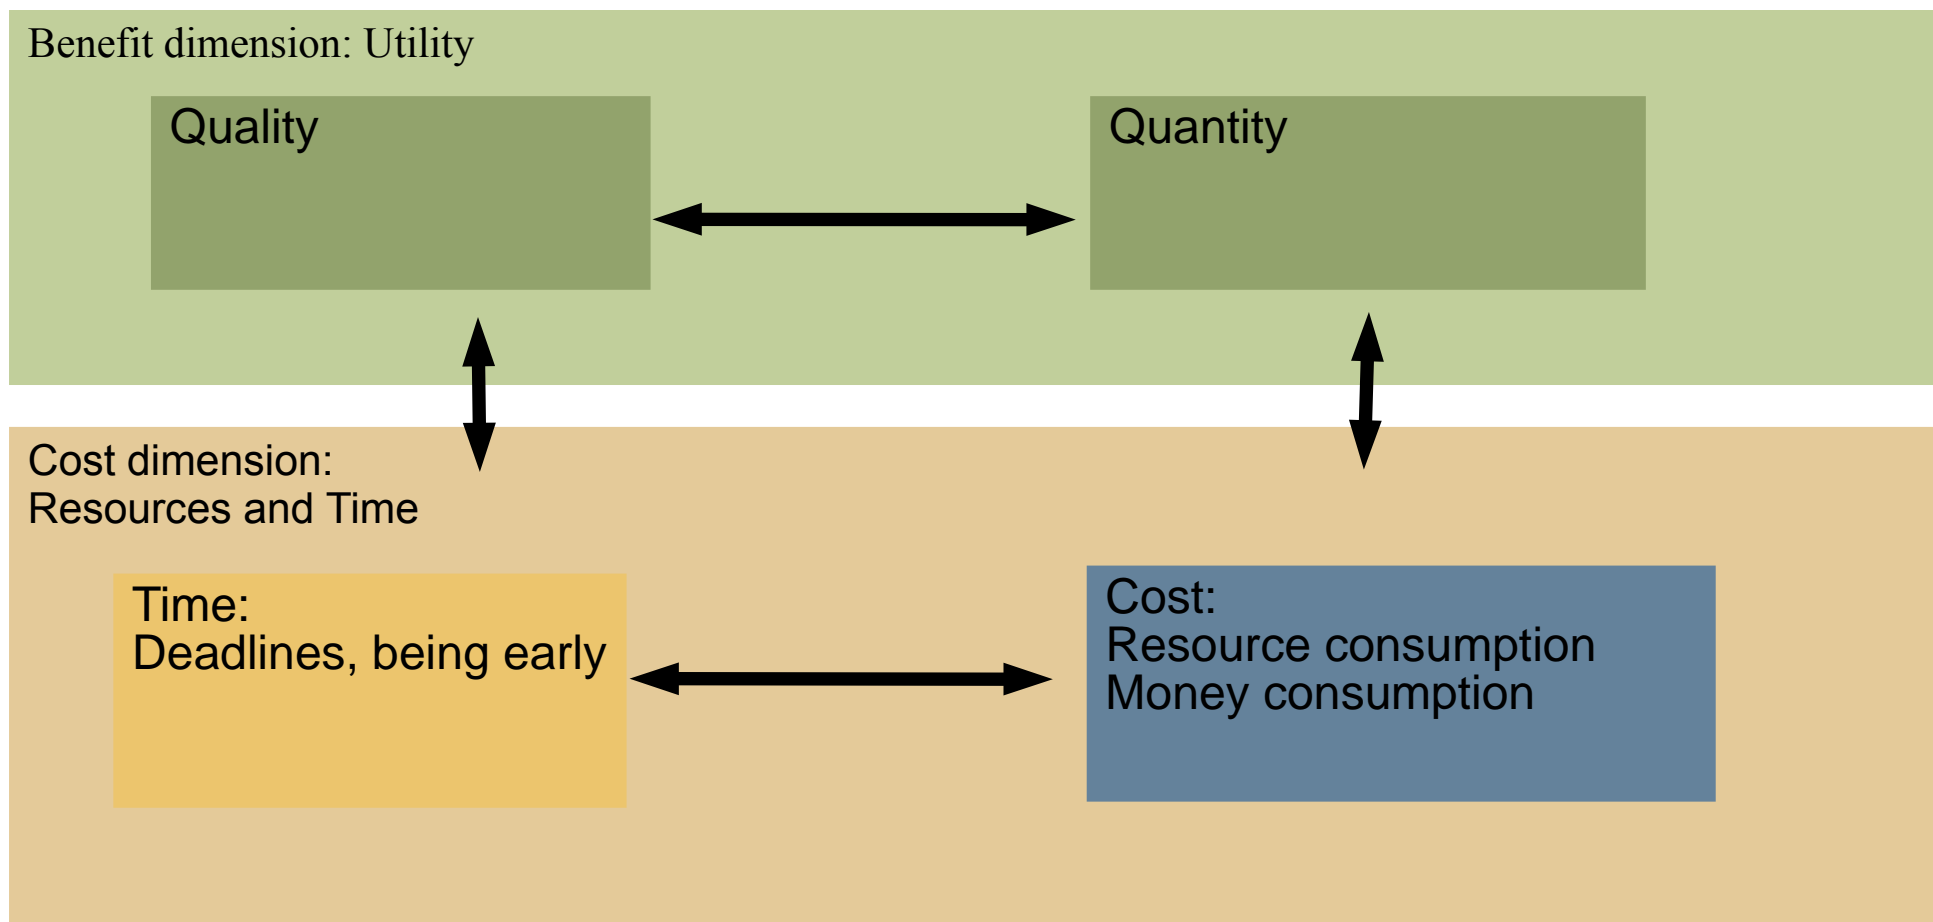 Benefit dimension: Utility
Quality
Quantity
Cost dimension:
Resources and Time
Time:
Deadlines, being early
Cost:
Resource consumption
Money consumption